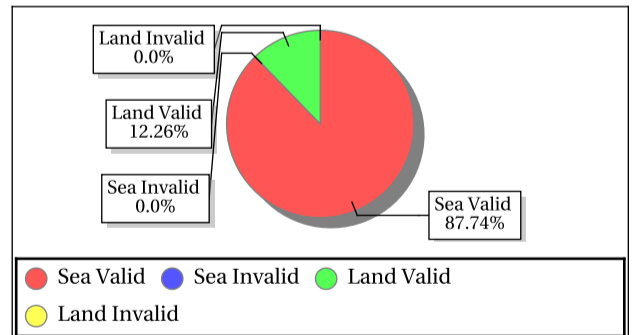 Land Invalid
0.0%
Land Valid
12.26%
Sea Invalid
0.0%
Sea Valid
87.74%
Sea Valid Sea Invalid Land Valid
Land Invalid